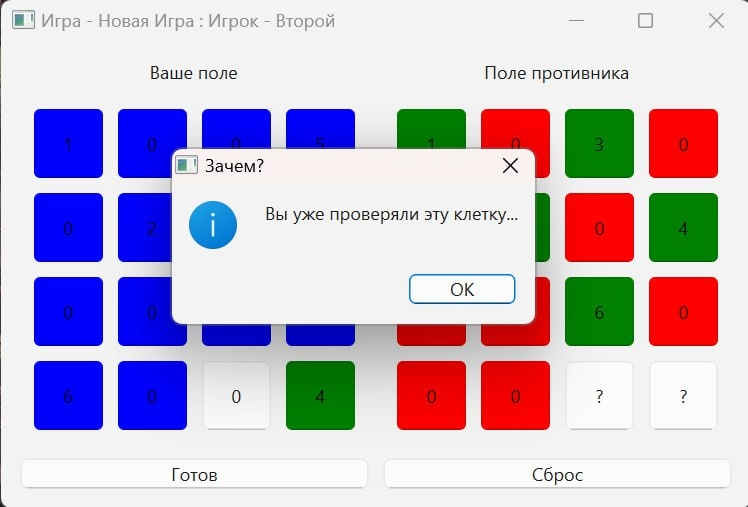 Игра - Новая Игра : Игрок - Второй
Ваше поле Поле противника
1 0 0 5 1 0 3 0
Зачем?
Вы уже проверяли эту клетку...
0 2 0 4
OK
0 0 6 0
6 0 0 4 0 0 ? ?
Готов Сброс